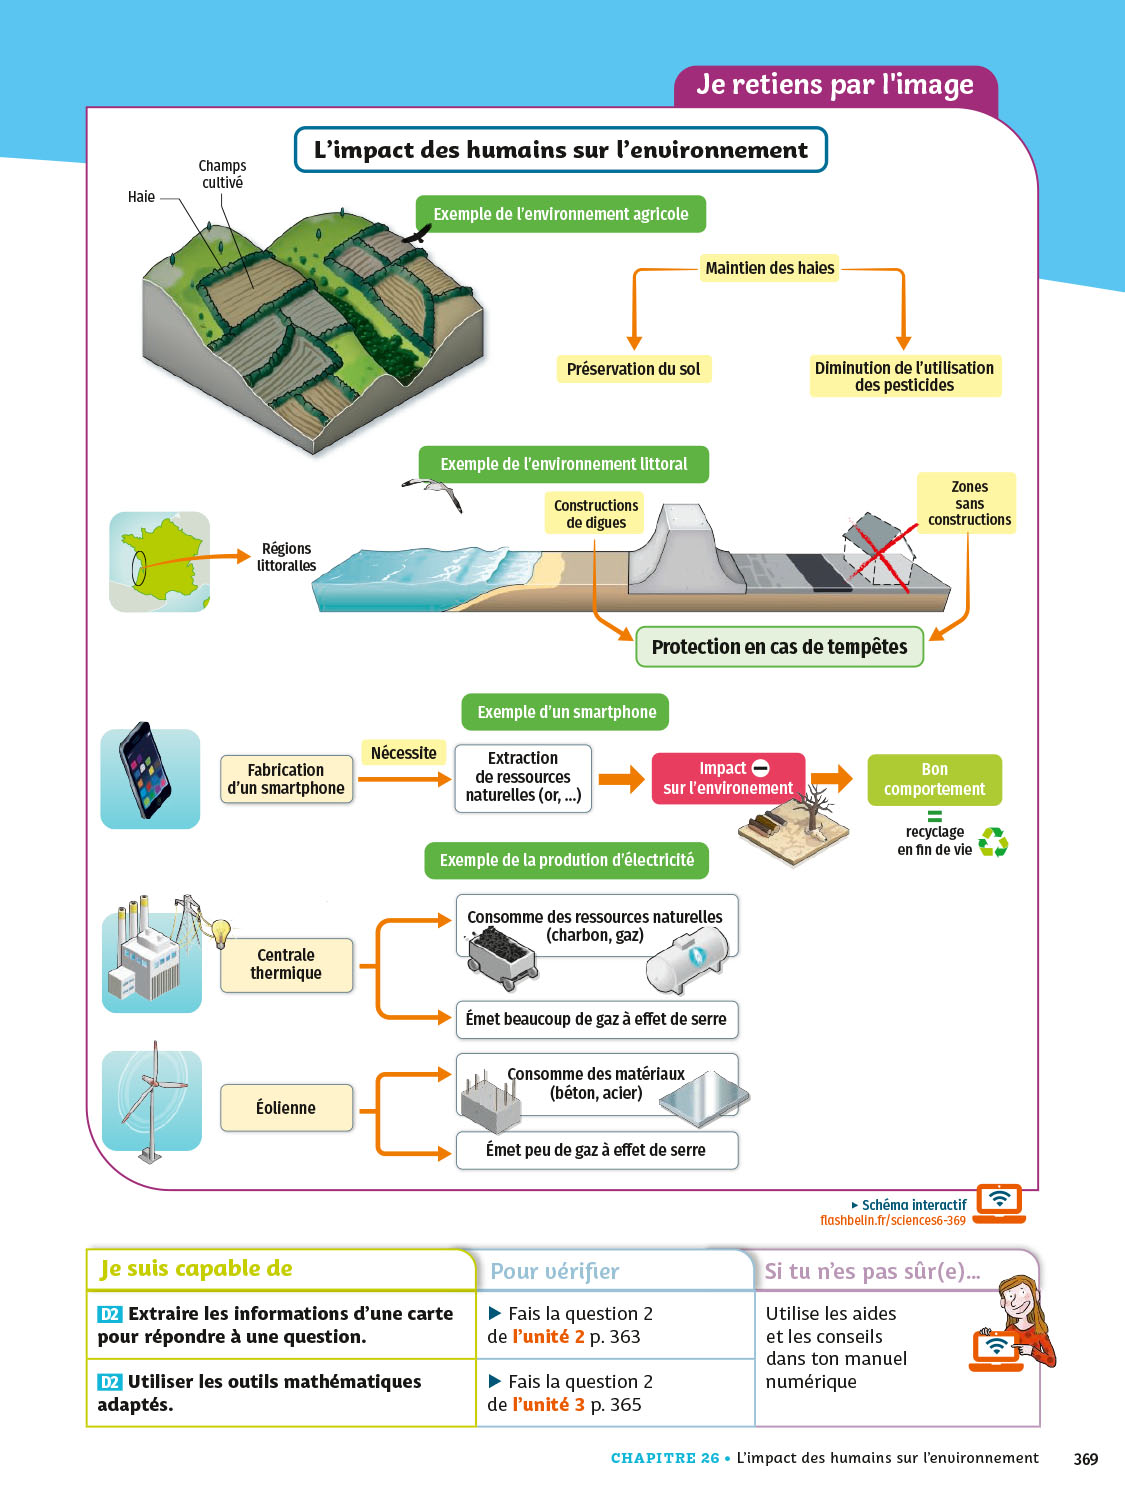 Je retiens par l'image
L'impact des humains sur l'environnement
Champs
cultivé
Haie
Exemple de l'environnement agricole
Maintien des haies
Préservation du sol
Diminution de l'utilisation
des pesticides
Exemple de l'environnement littoral
Constructions
de digues
Zones
sans
constructions
Régions
littoralles
Protection en cas de tempêtes
Exemple d'un smartphone
Fabrication
d'un smartphone
Nécessite
Extraction
de ressources
naturelles (or, ...)
Impact
sur l'environement
Bon
comportement
=
recyclage
en fin de vie
Exemple de la prodution d'électricité
Centrale
thermique
Consomme des ressources naturelles
(charbon, gaz)
Émet beaucoup de gaz à effet de serre
Éolienne
Consomme des matériaux
(béton, acier)
Émet peu de gaz à effet de serre
▸ Schéma interactif
flashbelin.fr/sciences6-369
Je suis capable de
Pour vérifier
Si tu n'es pas sûr(e)...
D2 Extraire les informations d'une carte
pour répondre à une question.
▶ Fais la question 2
de l'unité 2 p. 363
Utilise les aides
et les conseils
dans ton manuel
numérique
D2 Utiliser les outils mathématiques
adaptés.
▶ Fais la question 2
de l'unité 3 p. 365
CHAPITRE 26 • L'impact des humains sur l'environnement
369